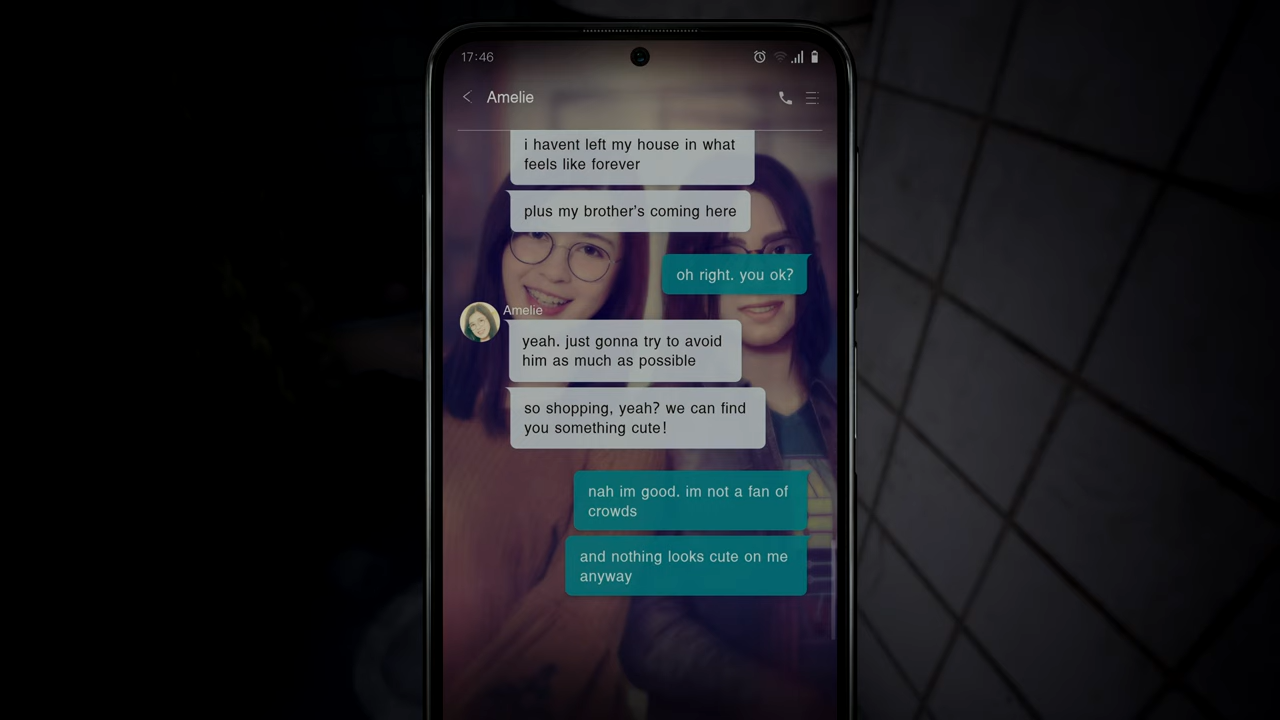 17:46
Amelie
i havent left my house in what
feels like forever
plus my brother's coming here
oh right. you ok?
Amelie
yeah. just gonna try to avoid
him as much as possible
so shopping, yeah? we can find
you something cute!
nah im good. im not a fan of
crowds
and nothing looks cute on me
anyway